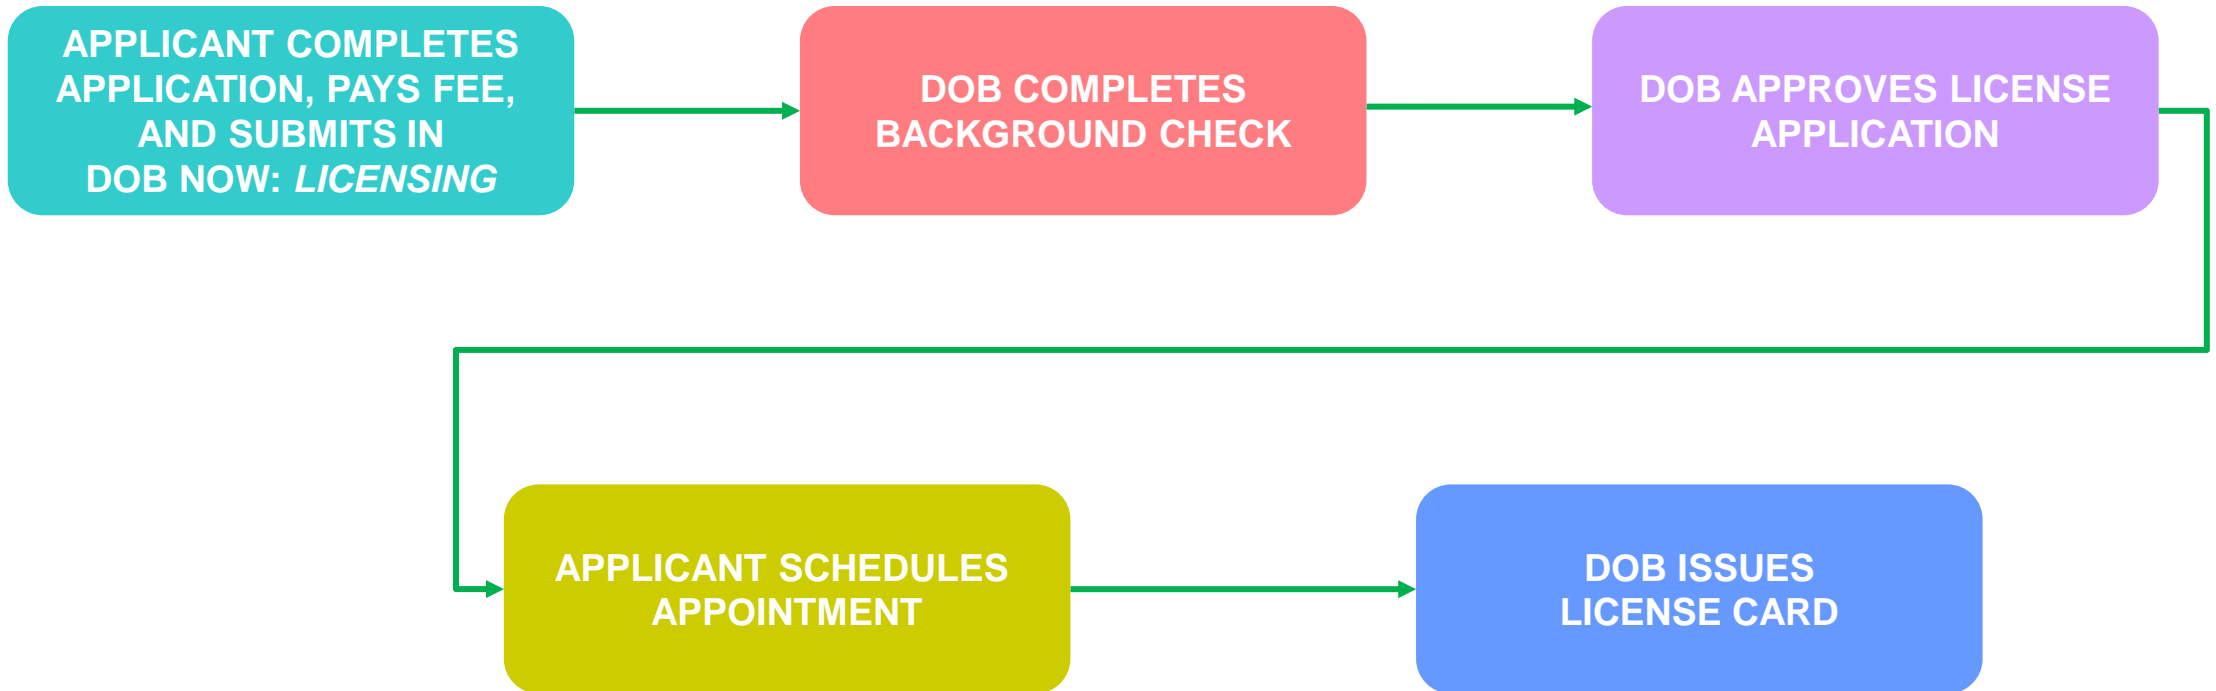 APPLICANT COMPLETES
APPLICATION, PAYS FEE,
AND SUBMITS IN
DOB NOW: LICENSING
DOB COMPLETES
BACKGROUND CHECK
DOB APPROVES LICENSE
APPLICATION
APPLICANT SCHEDULES
APPOINTMENT
DOB ISSUES
LICENSE CARD